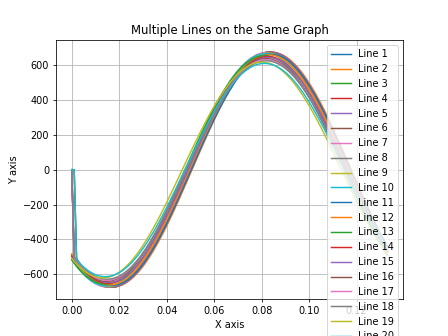 Multiple Lines on the Same Graph
Y axis
600
400
200
0
−200
−400
−600
0.00
0.02
0.04
0.06
0.08
0.10
X axis
Line 1
Line 2
Line 3
Line 4
Line 5
Line 6
Line 7
Line 8
Line 9
Line 10
Line 11
Line 12
Line 13
Line 14
Line 15
Line 16
Line 17
Line 18
Line 19
Line 20